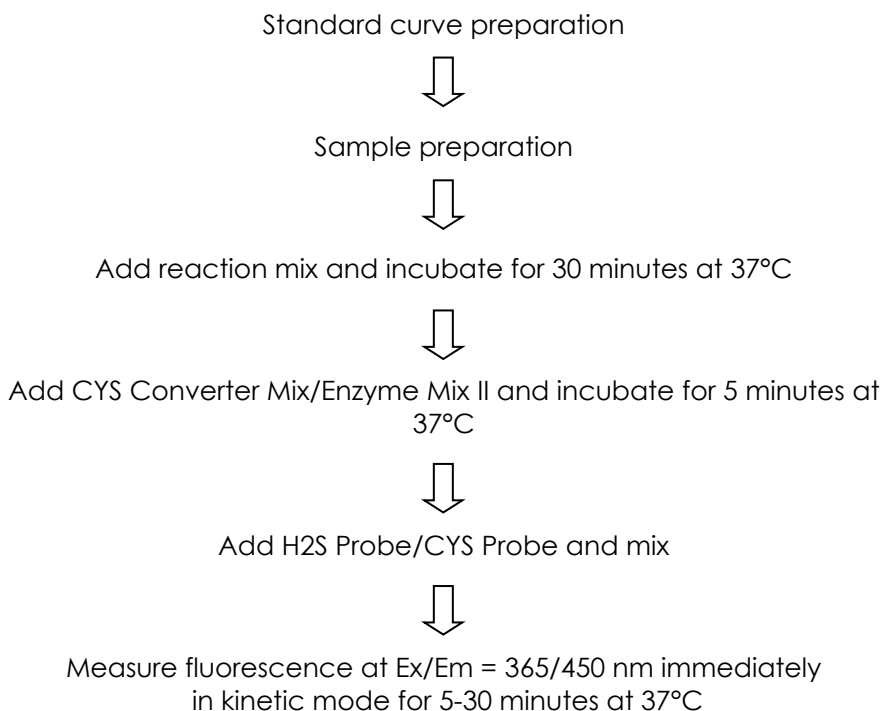 Standard curve preparation
Sample preparation
Add reaction mix and incubate for 30 minutes at 37°C
Add CYS Converter Mix/Enzyme Mix II and incubate for 5 minutes at
37°C
Add H2S Probe/CYS Probe and mix
Measure fluorescence at Ex/Em = 365/450 nm immediately
in kinetic mode for 5-30 minutes at 37°C